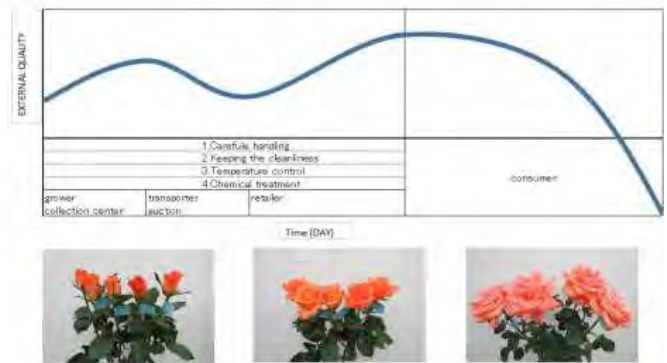 EXTERNAL QUALITY
1 Carefule handling
2 Keeping the cleanliness
3 Temperature control
4 Chemical treatment
grower
collection center
transporter
auction
retailer
consumer
Time (DAY)